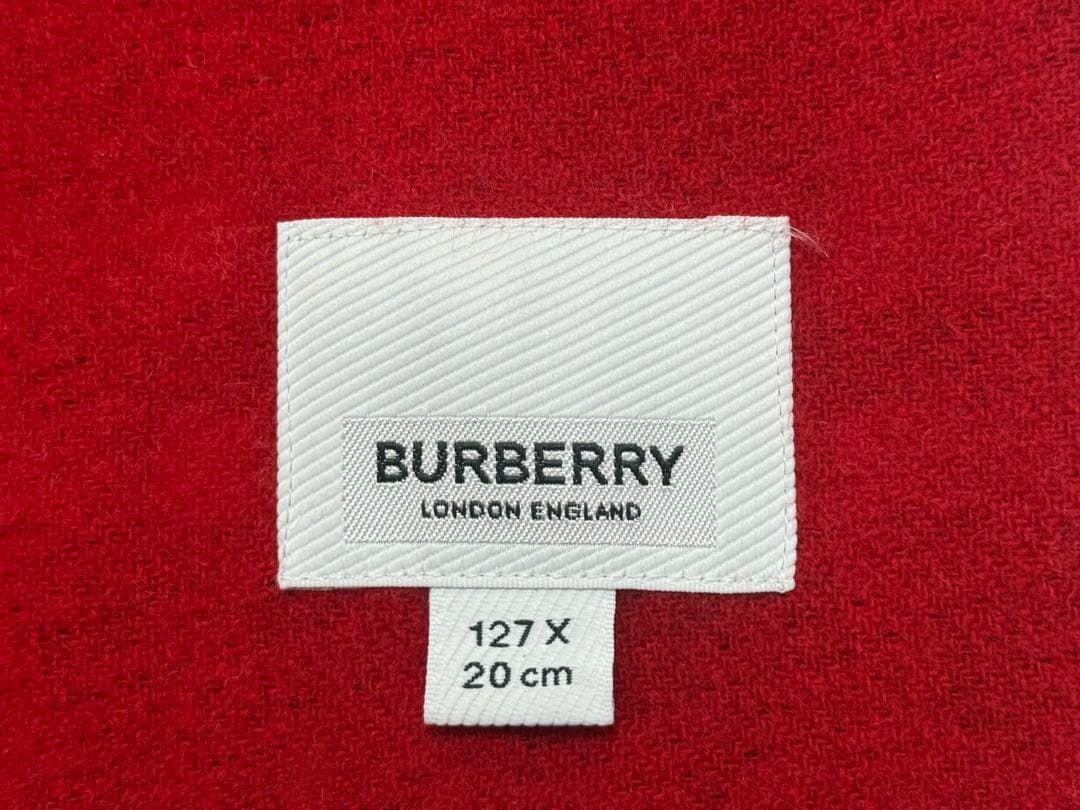 BURBERRY
LONDON ENGLAND
127 X
20 cm